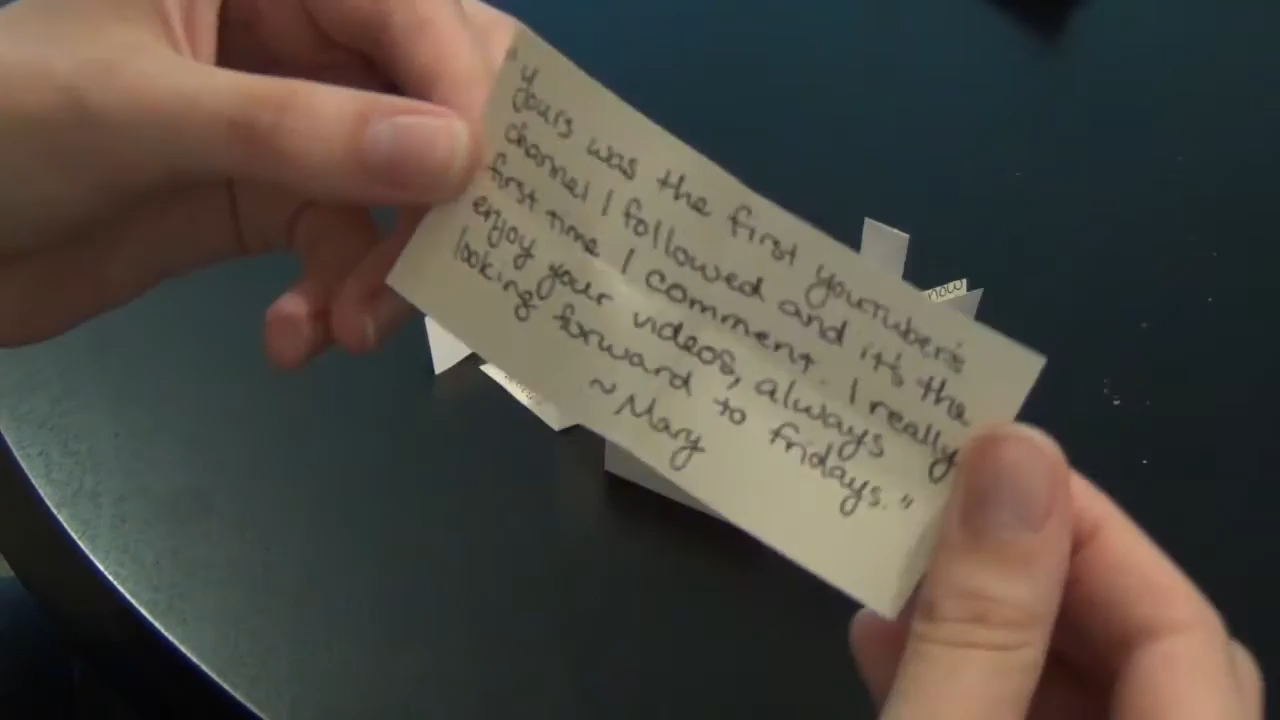 "Yours was the first youtuber's
channel I followed and it's the
first time I comment. I really
enjoy your videos, always
looking forward to fridays."
~Mary
now